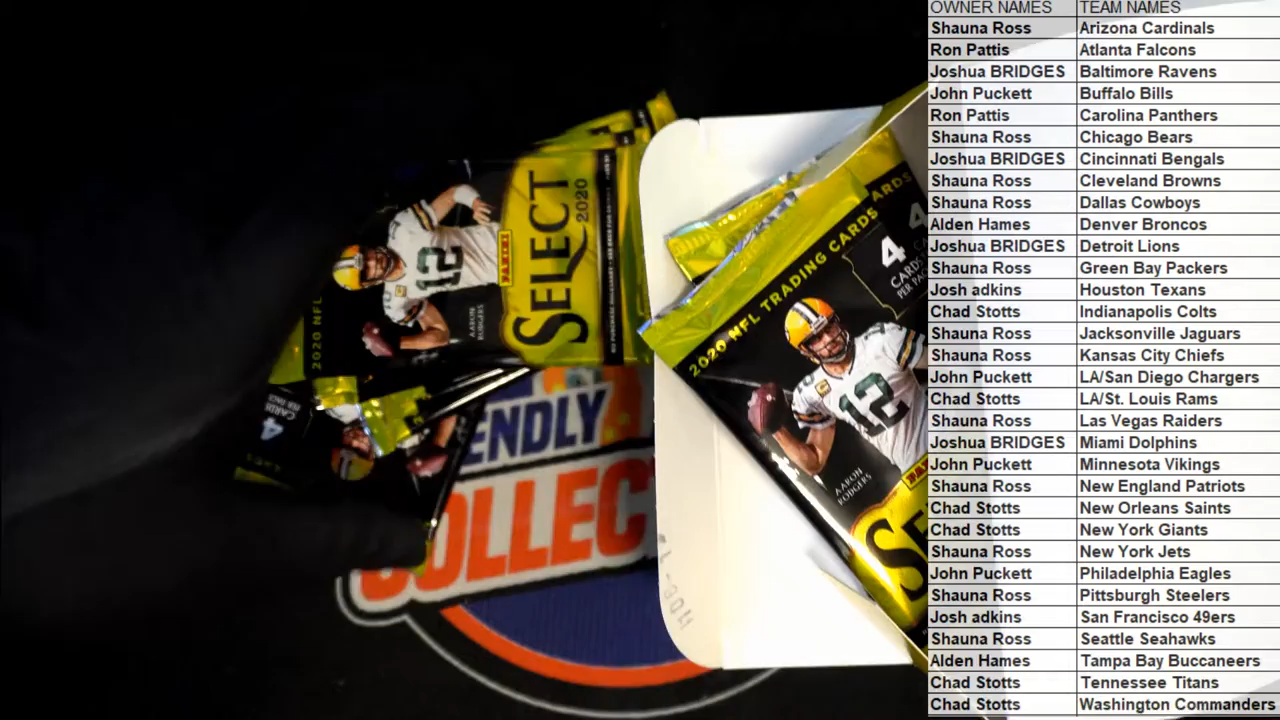 OWNER NAMES TEAM NAMES
Shauna Ross Arizona Cardinals
Ron Pattis Atlanta Falcons
Joshua BRIDGES Baltimore Ravens
John Puckett Buffalo Bills
Ron Pattis Carolina Panthers
Shauna Ross Chicago Bears
Joshua BRIDGES Cincinnati Bengals
Shauna Ross Cleveland Browns
Shauna Ross Dallas Cowboys
Alden Hames Denver Broncos
Joshua BRIDGES Detroit Lions
Shauna Ross Green Bay Packers
Josh adkins Houston Texans
Chad Stotts Indianapolis Colts
Shauna Ross Jacksonville Jaguars
Shauna Ross Kansas City Chiefs
John Puckett LA/San Diego Chargers
Chad Stotts LA/St. Louis Rams
Shauna Ross Las Vegas Raiders
Joshua BRIDGES Miami Dolphins
John Puckett Minnesota Vikings
Shauna Ross New England Patriots
Chad Stotts New Orleans Saints
Chad Stotts New York Giants
Shauna Ross New York Jets
John Puckett Philadelphia Eagles
Shauna Ross Pittsburgh Steelers
Josh adkins San Francisco 49ers
Shauna Ross Seattle Seahawks
Alden Hames Tampa Bay Buccaneers
Chad Stotts Tennessee Titans
Chad Stotts Washington Commanders
2020 NFL
12
AARON
RODGERS
PANINI
SELECT
2020
4
CARDS
PER PACK
ENDLY
OLLEC
2020 NFL TRADING CARDS
ARDS
4
CARDS
PER PA
12
AARON
RODGERS
PA
SE